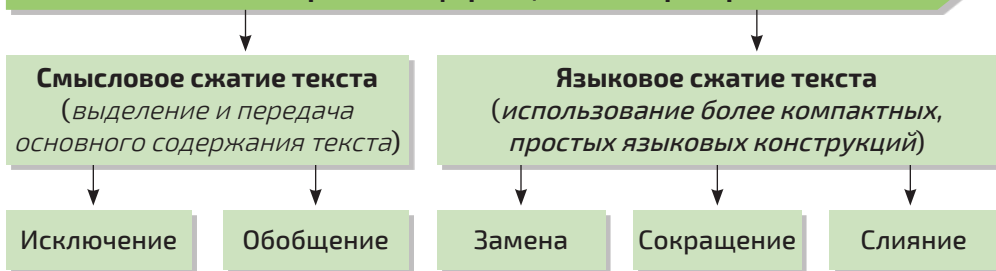 Смысловое сжатие текста
(выделение и передача
основного содержания текста)
Языковое сжатие текста
(использование более компактных,
простых языковых конструкций)
Исключение
Обобщение
Замена
Сокращение
Слияние